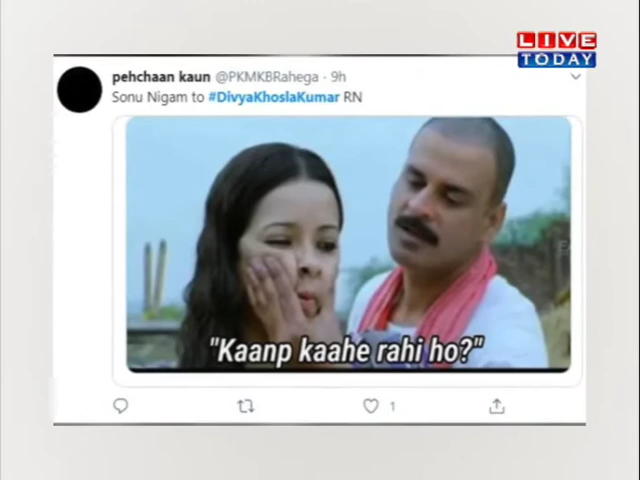 LIVE
TODAY
pehchaan kaun @PKMKBRahega · 9h
Sonu Nigam to #DivyaKhoslaKumar RN
"Kaanp kaahe rahi ho?"
1